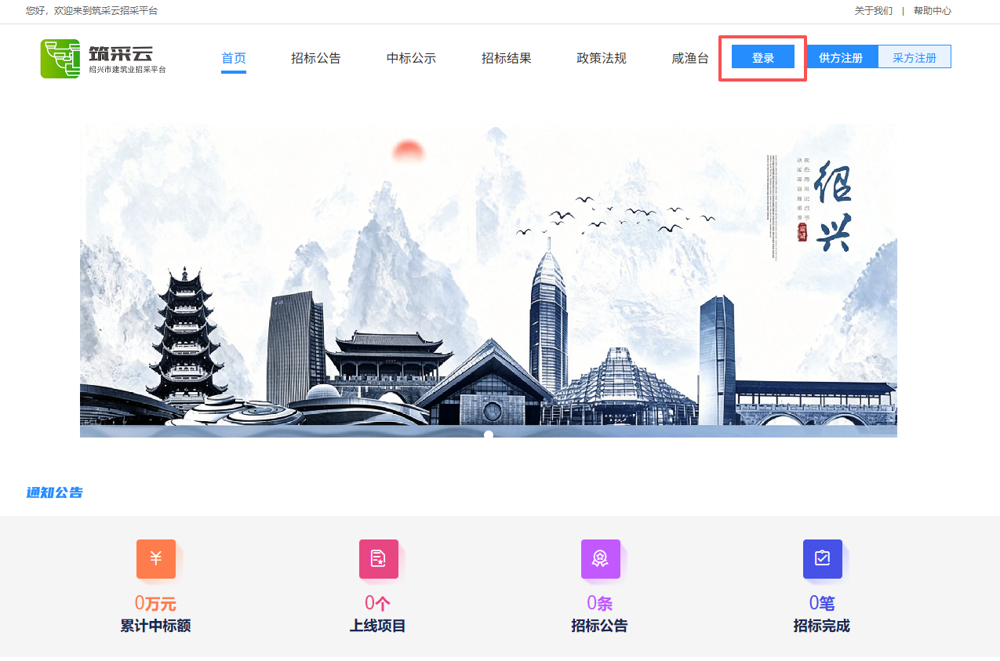 您好，欢迎来到筑采云招采平台
关于我们 | 帮助中心
筑采云
绍兴市建筑业招采平台
首页 招标公告 中标公示 招标结果 政策法规 咸渔台 登录 供方注册 采方注册
绍兴
通知公告
0万元 0个 0条 0笔
累计中标额 上线项目 招标公告 招标完成